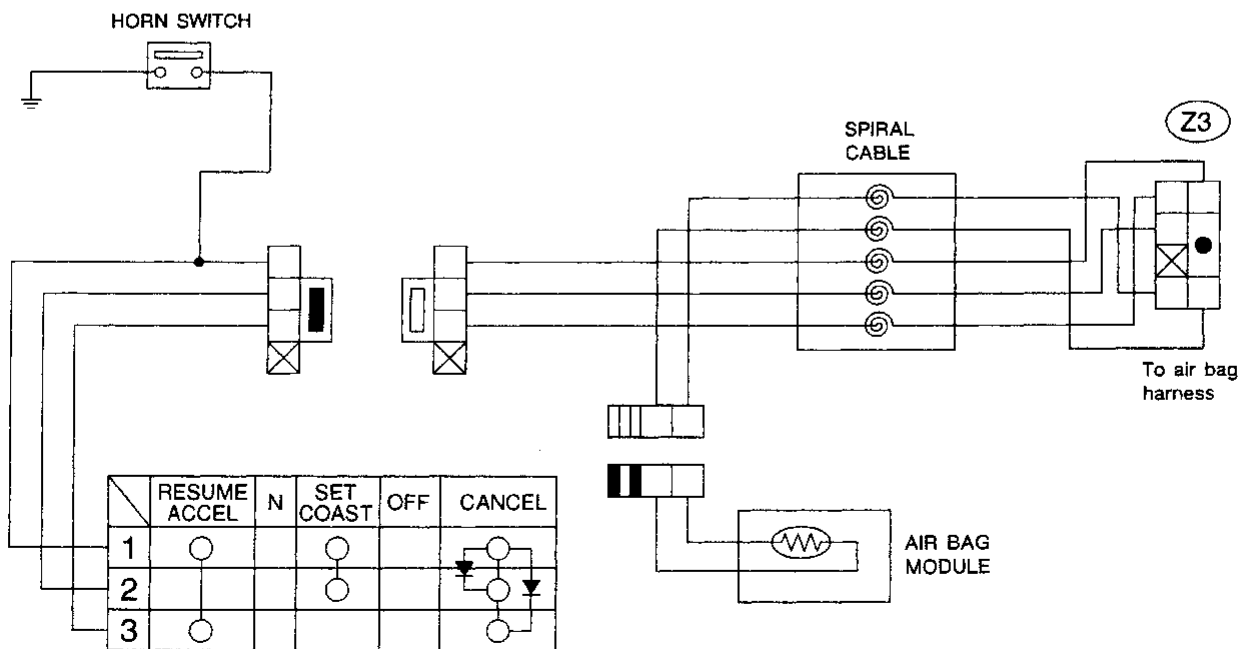 HORN SWITCH
SPIRAL
CABLE
Z3
To air bag
harness
RESUME
ACCEL
N
SET
COAST
OFF
CANCEL
1
2
3
AIR BAG
MODULE